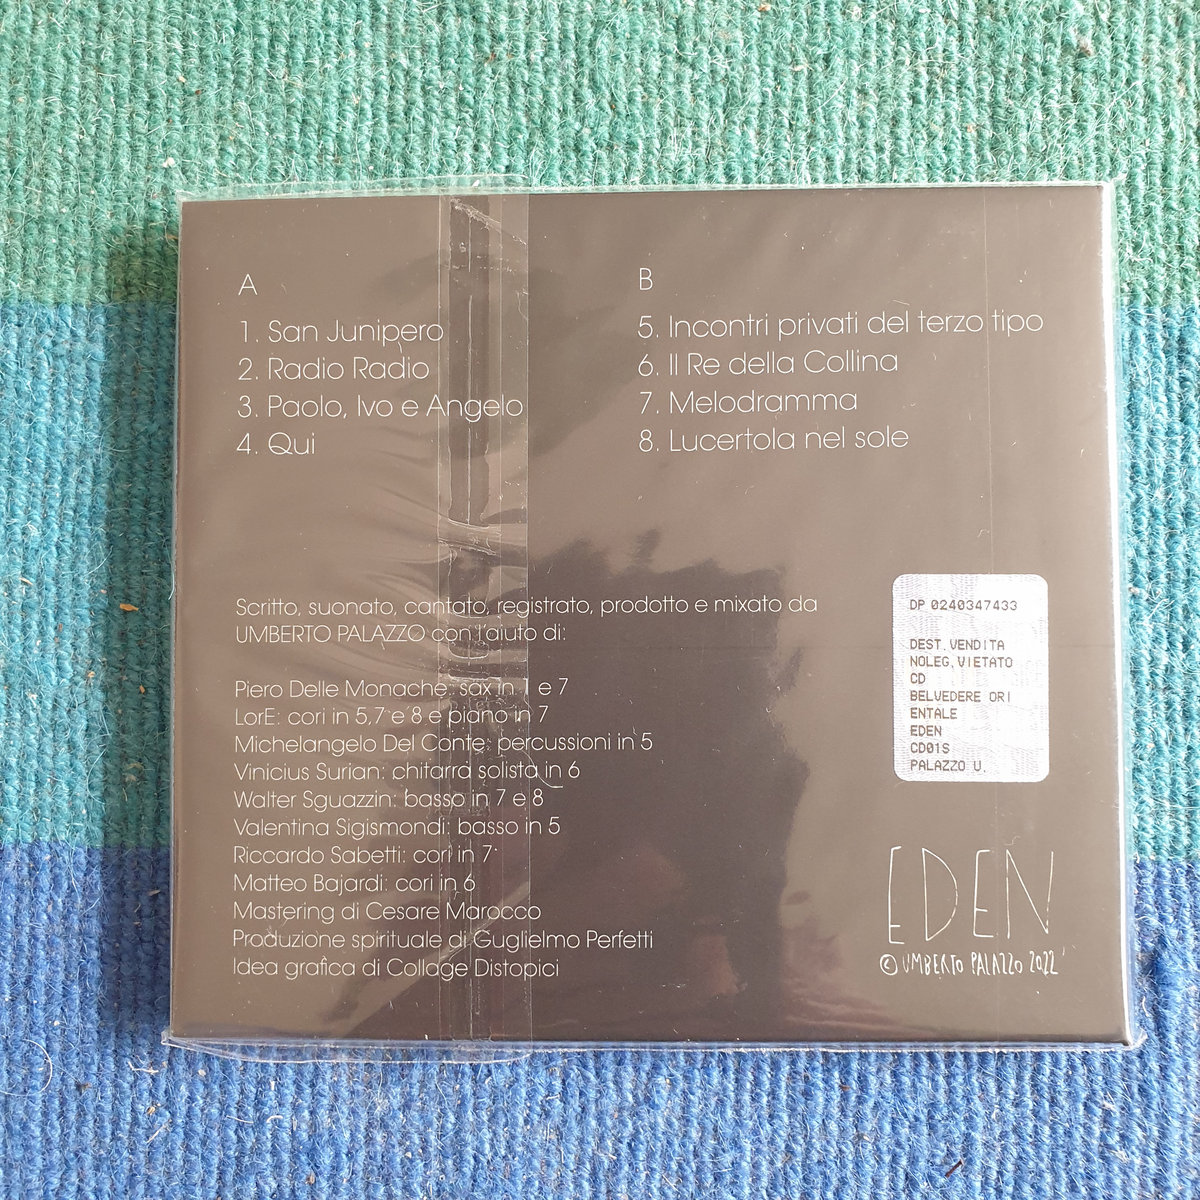 A
1. San Junipero
2. Radio Radio
3. Paolo, Ivo e Angelo
4. Qui
B
5. Incontri privati del terzo tipo
6. Il Re della Collina
7. Melodramma
8. Lucertola nel sole
Scritto, suonato, cantato, registrato, prodotto e mixato da
UMBERTO PALAZZO con l'aiuto di:
Piero Delle Monache: sax in 1 e 7
LorE: cori in 5,7 e 8 e piano in 7
Michelangelo Del Conte: percussioni in 5
Vinicius Surian: chitarra solista in 6
Walter Sguazzin: basso in 7 e 8
Valentina Sigismondi: basso in 5
Riccardo Sabetti: cori in 7
Matteo Bajardi: cori in 6
Mastering di Cesare Marocco
Produzione spirituale di Guglielmo Perfetti
Idea grafica di Collage Distopici
DP 0240347433
DEST.VENDITA
NOLEG.VIETATO
CD
BELVEDERE ORI
ENTALE
EDEN
CD01S
PALAZZO U.
EDEN
© UMBERTO PALAZZO 2022